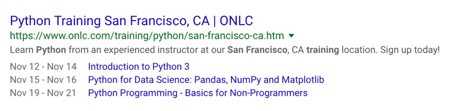 Python Training San Francisco, CA | ONLC
https://www.onlc.com/training/python/san-francisco-ca.htm
Learn Python from an experienced instructor at our San Francisco, CA training location. Sign up today!
Nov 12 - Nov 14 Introduction to Python 3
Nov 15 - Nov 16 Python for Data Science: Pandas, NumPy and Matplotlib
Nov 19 - Nov 21 Python Programming - Basics for Non-Programmers